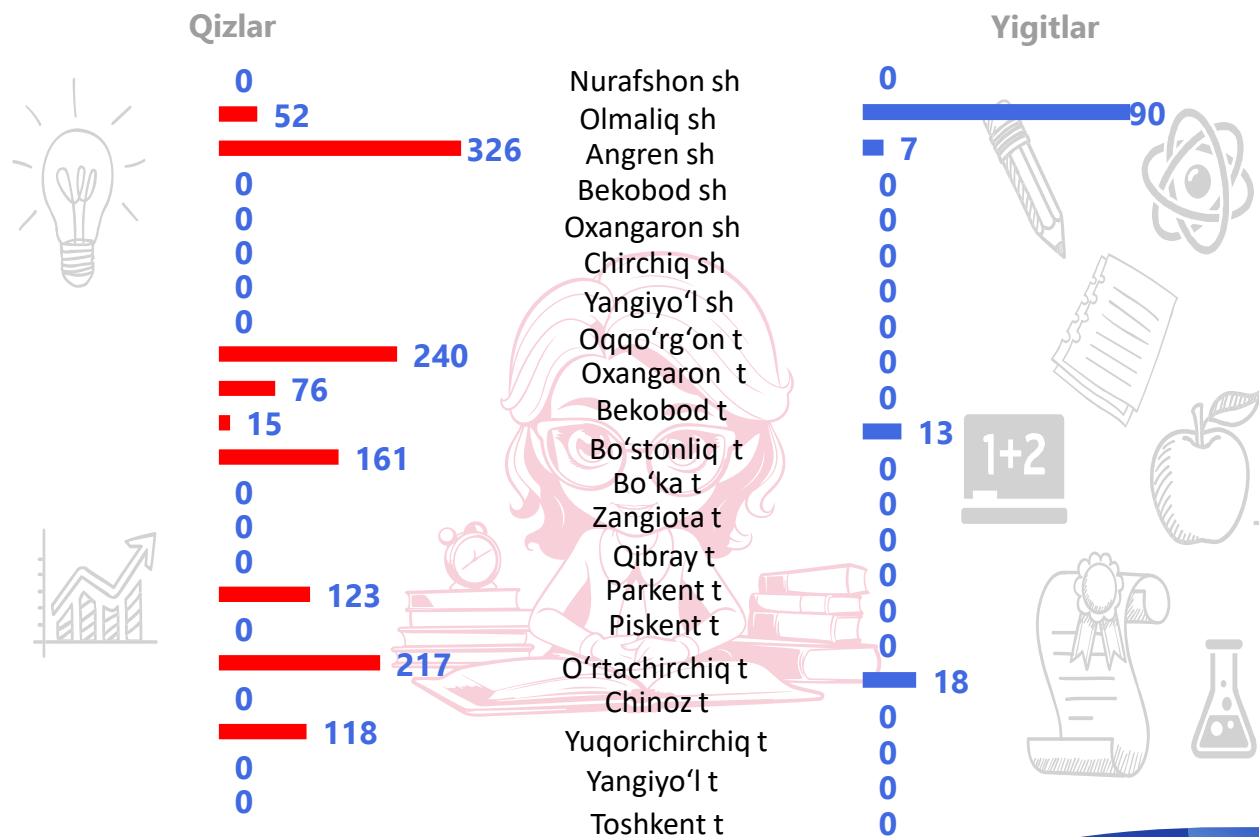 Qizlar
0
52
326
0
0
0
0
0
240
76
15
161
0
0
0
123
0
217
0
118
0
0
Nurafshon sh
Olmaliq sh
Angren sh
Bekobod sh
Oxangaron sh
Chirchiq sh
Yangiyo‘l sh
Oqqo‘rg‘on t
Oxangaron t
Bekobod t
Bo‘stonliq t
Bo‘ka t
Zangiota t
Qibray t
Parkent t
Piskent t
O‘rtachirchiq t
Chinoz t
Yuqorichirchiq t
Yangiyo‘l t
Toshkent t
Yigitlar
0
90
7
0
0
0
0
0
0
0
13
0
0
0
0
0
0
18
0
0
0
0
1+2